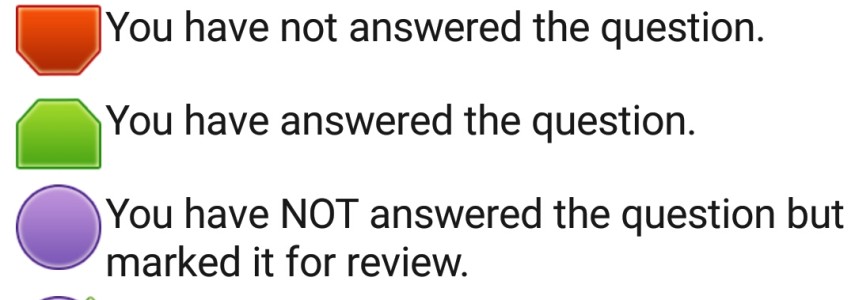 You have not answered the question.
You have answered the question.
You have NOT answered the question but
marked it for review.